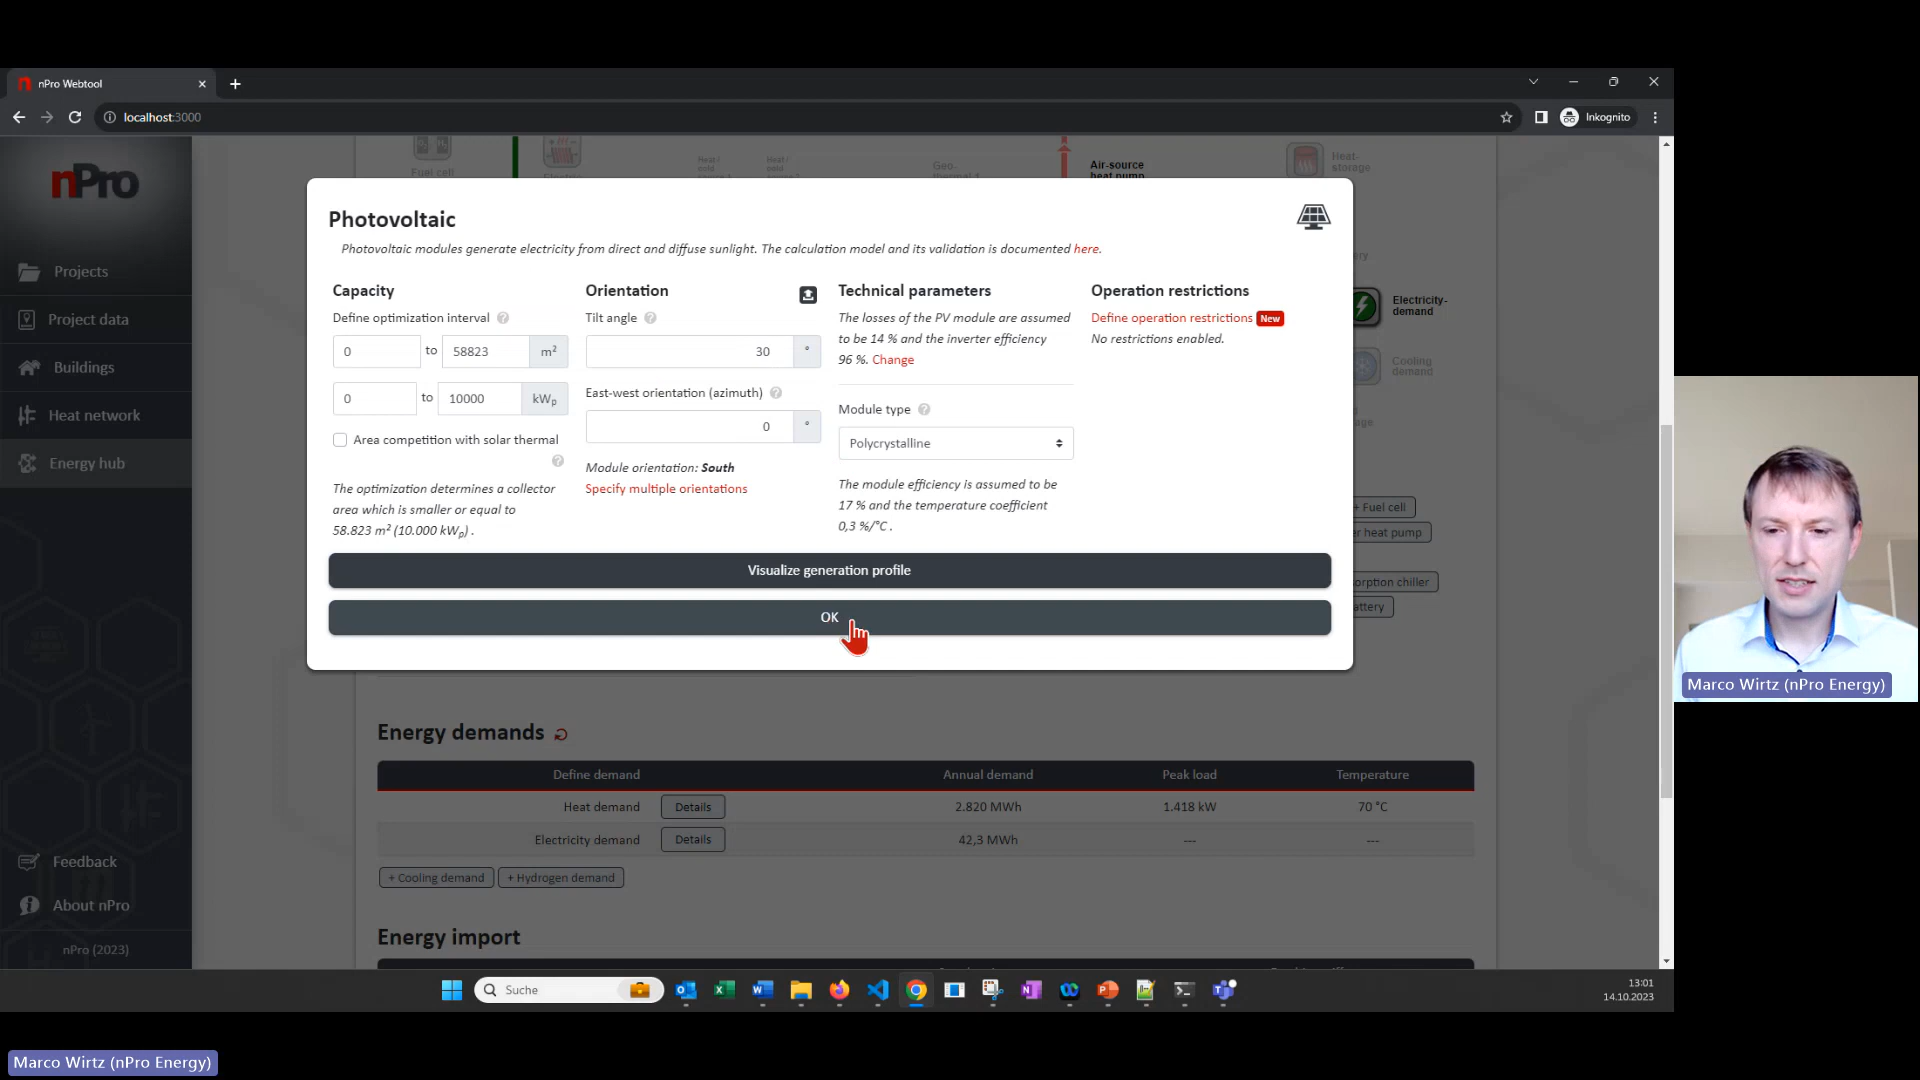 nPro Webtool
localhost:3000
Inkognito
nPro
Projects
Project data
Buildings
Heat network
Energy hub
Feedback
About nPro
nPro (2023)
Fuel cell
Air-source
heat pump
Heat-
storage
Photovoltaic
Photovoltaic modules generate electricity from direct and diffuse sunlight. The calculation model and its validation is documented here.
Capacity
Define optimization interval
0 to 58823 m²
0 to 10000 kWp
Area competition with solar thermal
The optimization determines a collector
area which is smaller or equal to
58.823 m² (10.000 kWp) .
Orientation
Tilt angle
30 °
East-west orientation (azimuth)
0 °
Module orientation: South
Specify multiple orientations
Technical parameters
The losses of the PV module are assumed
to be 14 % and the inverter efficiency
96 %. Change
Module type
Polycrystalline
The module efficiency is assumed to be
17 % and the temperature coefficient
0,3 %/°C .
Operation restrictions
Define operation restrictions New
No restrictions enabled.
Visualize generation profile
OK
Electricity-
demand
Cooling
demand
+ Fuel cell
er heat pump
sorption chiller
attery
Energy demands
Define demand Annual demand Peak load Temperature
Heat demand Details 2.820 MWh 1.418 kW 70 °C
Electricity demand Details 42,3 MWh --- ---
+ Cooling demand + Hydrogen demand
Energy import
Suche
13:01
14.10.2023
Marco Wirtz (nPro Energy)
Marco Wirtz (nPro Energy)